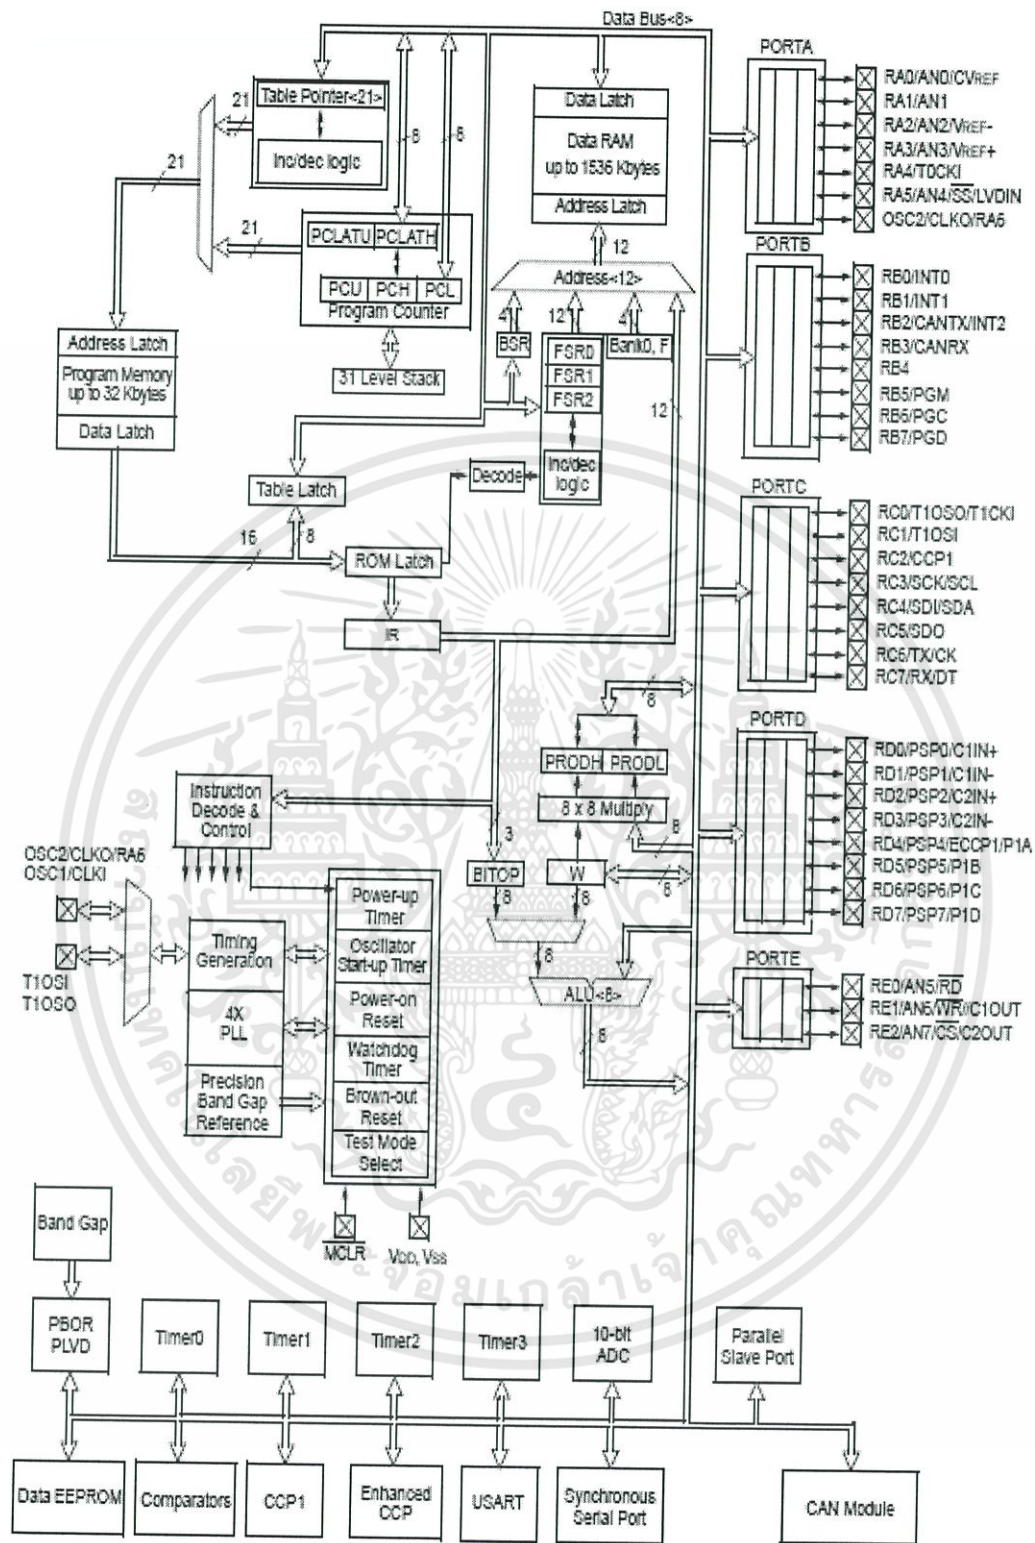 Data Bus<8>
PORTA
RA0/AN0/CVREF
RA1/AN1
RA2/AN2/VREF-
RA3/AN3/VREF+
RA4/T0CKI
RA5/AN4/SS/LVDIN
OSC2/CLKO/RA6
PORTB
RB0/INT0
RB1/INT1
RB2/CANTX/INT2
RB3/CANRX
RB4
RB5/PGM
RB6/PGC
RB7/PGD
PORTC
RC0/T1OSO/T1CKI
RC1/T1OSI
RC2/CCP1
RC3/SCK/SCL
RC4/SDI/SDA
RC5/SDO
RC6/TX/CK
RC7/RX/DT
PORTD
RD0/PSP0/C1IN+
RD1/PSP1/C1IN-
RD2/PSP2/C2IN+
RD3/PSP3/C2IN-
RD4/PSP4/ECCP1/P1A
RD5/PSP5/P1B
RD6/PSP6/P1C
RD7/PSP7/P1D
PORTE
RE0/AN5/RD
RE1/AN6/WR//C1OUT
RE2/AN7/CS/C2OUT
21
Table Pointer<21>
inc/dec logic
8
8
21
21
PCLATU PCLATH
PCU PCH PCL
Program Counter
31 Level Stack
Address Latch
Program Memory
up to 32 Kbytes
Data Latch
Data Latch
Data RAM
up to 1536 Kbytes
Address Latch
12
Address<12>
4
12
4
BSR
FSR0
FSR1
FSR2
Bank0, F
12
inc/dec
logic
Decode
Table Latch
16
8
ROM Latch
IR
8
PRODH PRODL
8 x 8 Multiply
Instruction
Decode &
Control
3
8
BITOP
W
8
8
8
8
ALU<8>
8
OSC2/CLKO/RA6
OSC1/CLKI
T1OSI
T1OSO
Timing
Generation
4X
PLL
Precision
Band Gap
Reference
Power-up
Timer
Oscillator
Start-up Timer
Power-on
Reset
Watchdog
Timer
Brown-out
Reset
Test Mode
Select
MCLR
VDD, VSS
Band Gap
PBOR
PLVD
Timer0
Timer1
Timer2
Timer3
10-bit
ADC
Parallel
Slave Port
Data EEPROM
Comparators
CCP1
Enhanced
CCP
USART
Synchronous
Serial Port
CAN Module